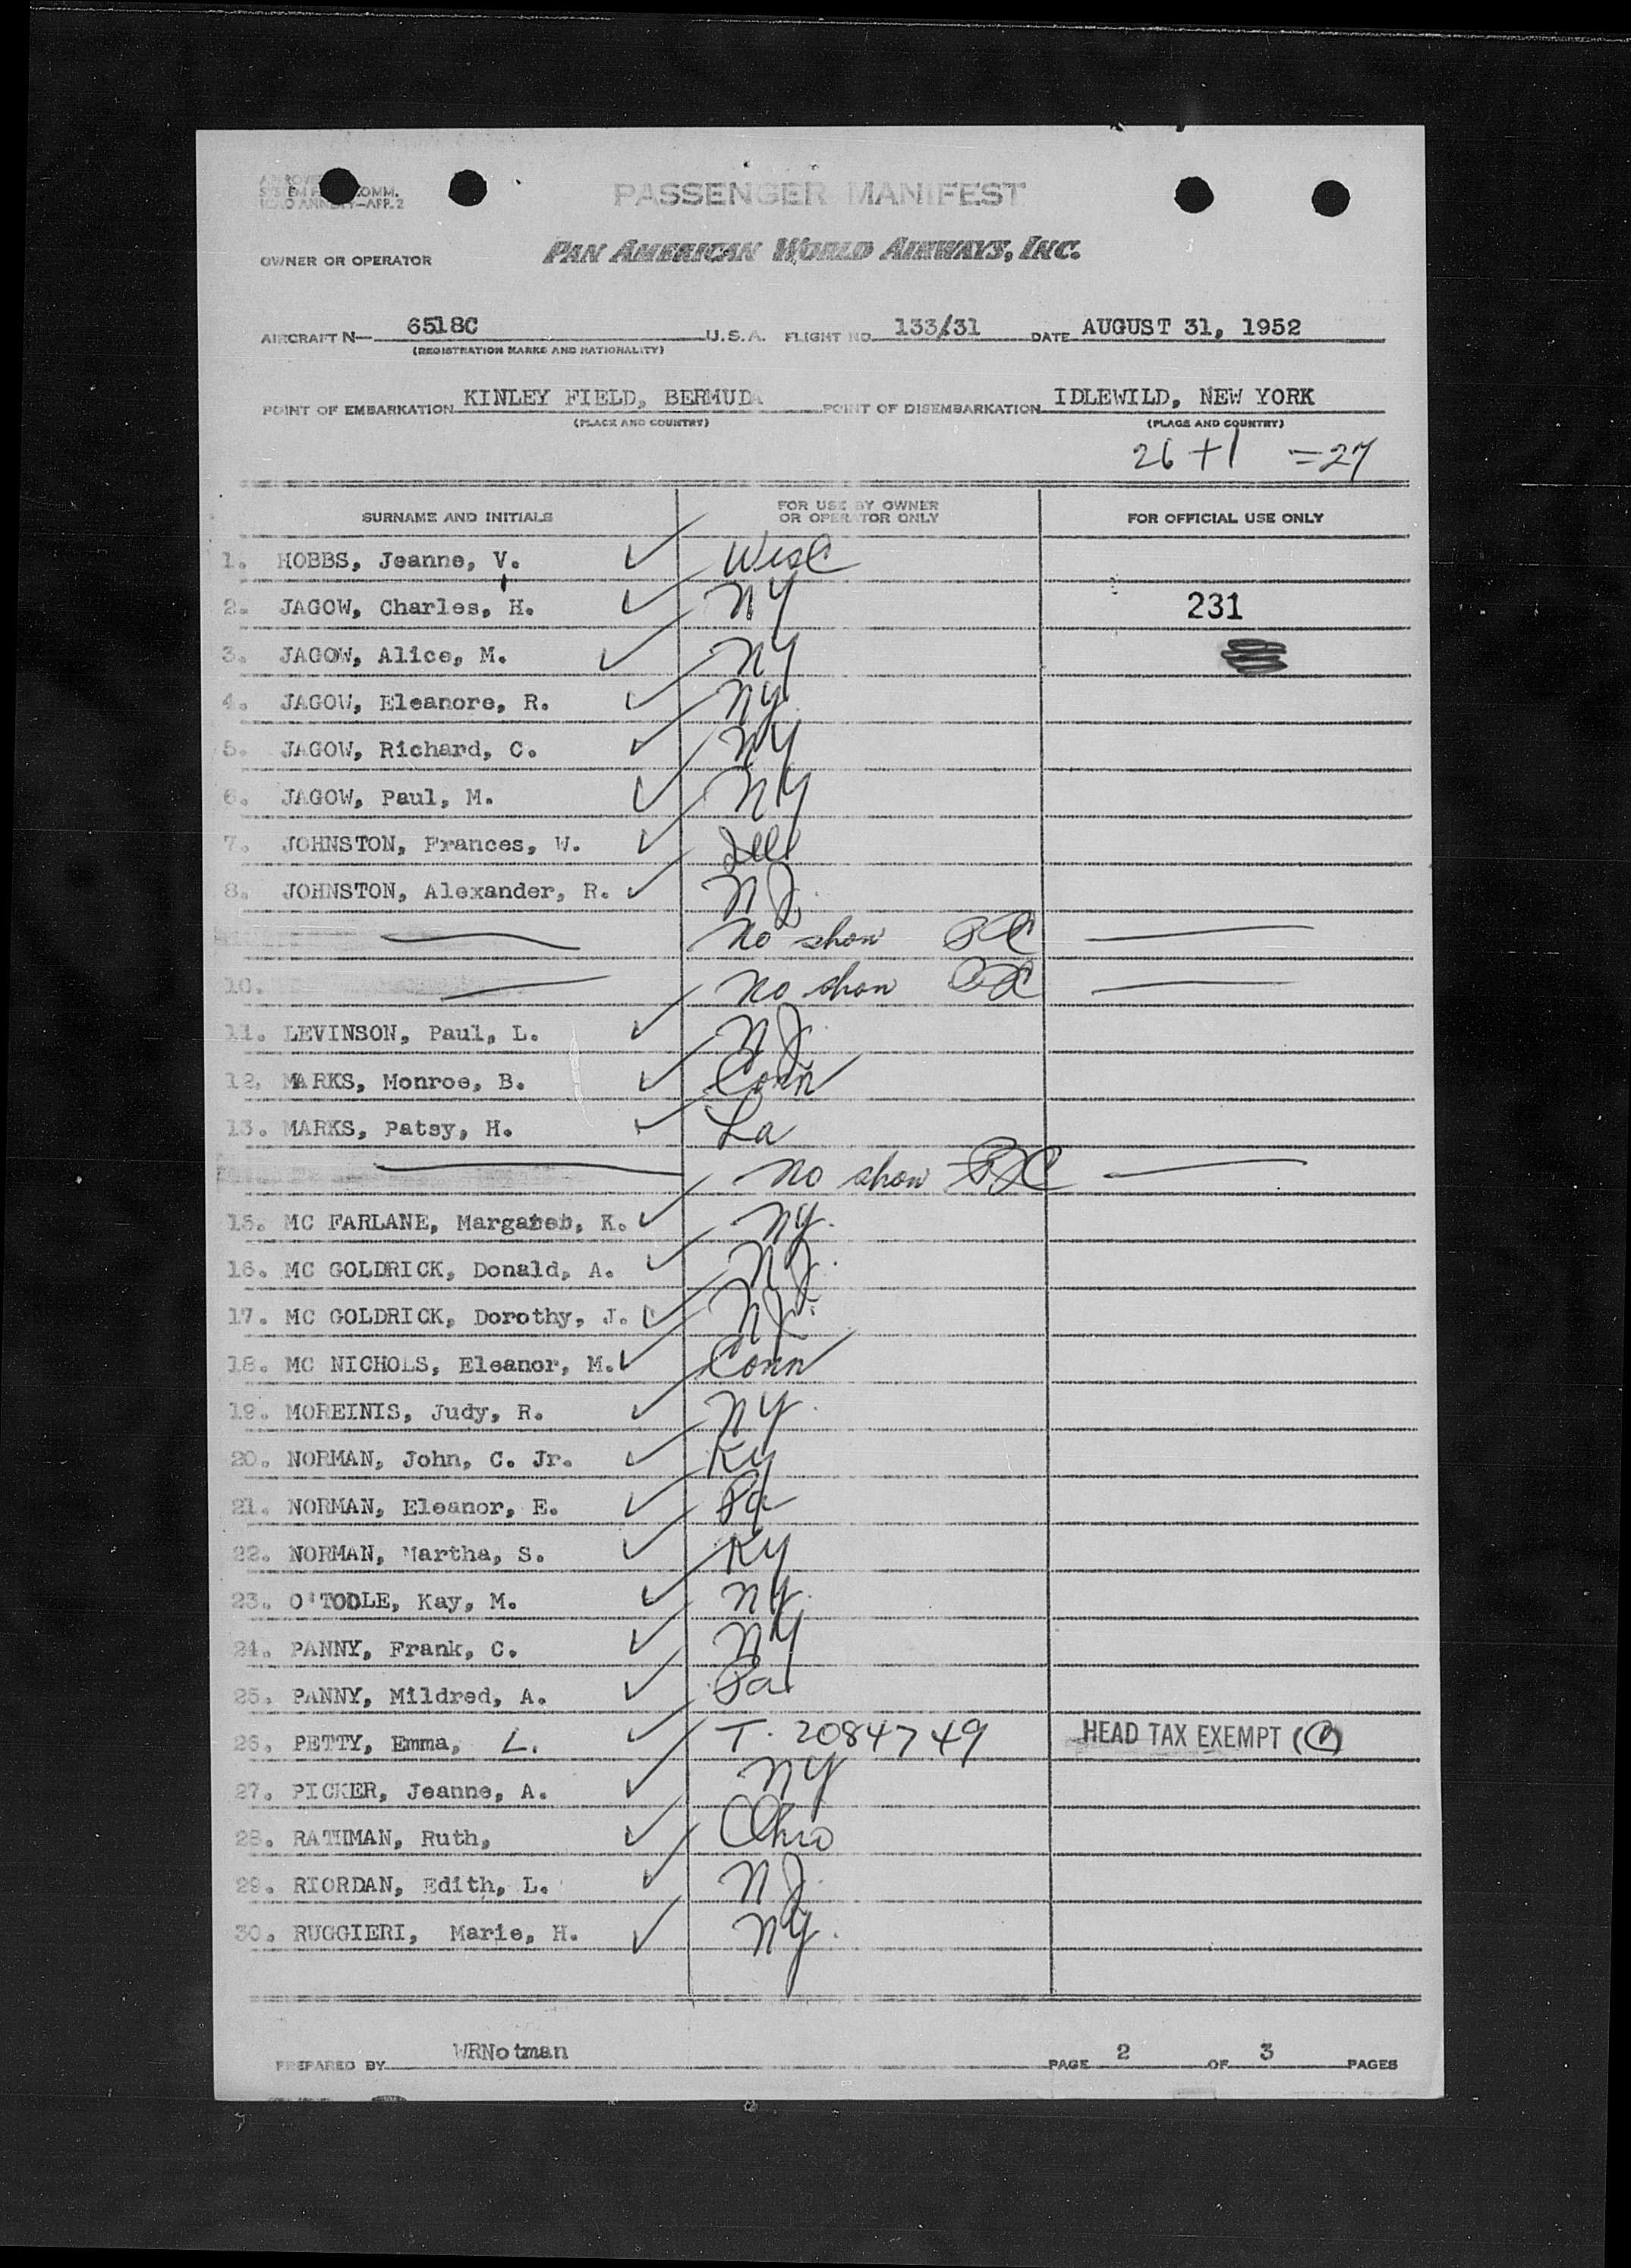 PASSENGER MANIFEST
OWNER OR OPERATOR PAN AMERICAN WORLD AIRWAYS, INC.
AIRCRAFT N— 6518C U.S.A. FLIGHT NO. 133/31 DATE AUGUST 31, 1952
(REGISTRATION MARKS AND NATIONALITY)
POINT OF EMBARKATION KINLEY FIELD, BERMUDA POINT OF DISEMBARKATION IDLEWILD, NEW YORK
(PLACE AND COUNTRY) (PLACE AND COUNTRY)
26 + 1 = 27
SURNAME AND INITIALS FOR USE BY OWNER OR OPERATOR ONLY FOR OFFICIAL USE ONLY
1. HOBBS, Jeanne, V. Wisc
2. JAGOW, Charles, H. NY 231
3. JAGOW, Alice, M. NY
4. JAGOW, Eleanore, R. NY.
5. JAGOW, Richard, C. NY
6. JAGOW, Paul, M. NY
7. JOHNSTON, Frances, W. Ill
8. JOHNSTON, Alexander, R. NJ.
No show
10. No show
11. LEVINSON, Paul, L. NJ.
12. MARKS, Monroe, B. Conn
13. MARKS, Patsy, H. La
No show
15. MC FARLANE, Margateb, K. NY.
16. MC GOLDRICK, Donald, A. NJ.
17. MC GOLDRICK, Dorothy, J. NJ.
18. MC NICHOLS, Eleanor, M. Conn
19. MOREINIS, Judy, R. NY.
20. NORMAN, John, C. Jr. Ky
21. NORMAN, Eleanor, E. Pa
22. NORMAN, Martha, S. Ky
23. O'TODLE, Kay, M. NY.
24. PANNY, Frank, C. NY
25. PANNY, Mildred, A. Pa
26. PETTY, Emma, L. T. 2084749 HEAD TAX EXEMPT
27. PICKER, Jeanne, A. NY
28. RATHMAN, Ruth, Ohio
29. RIORDAN, Edith, L. NJ.
30. RUGGIERI, Marie, H. NY.
PREPARED BY WRNotman PAGE 2 OF 3 PAGES